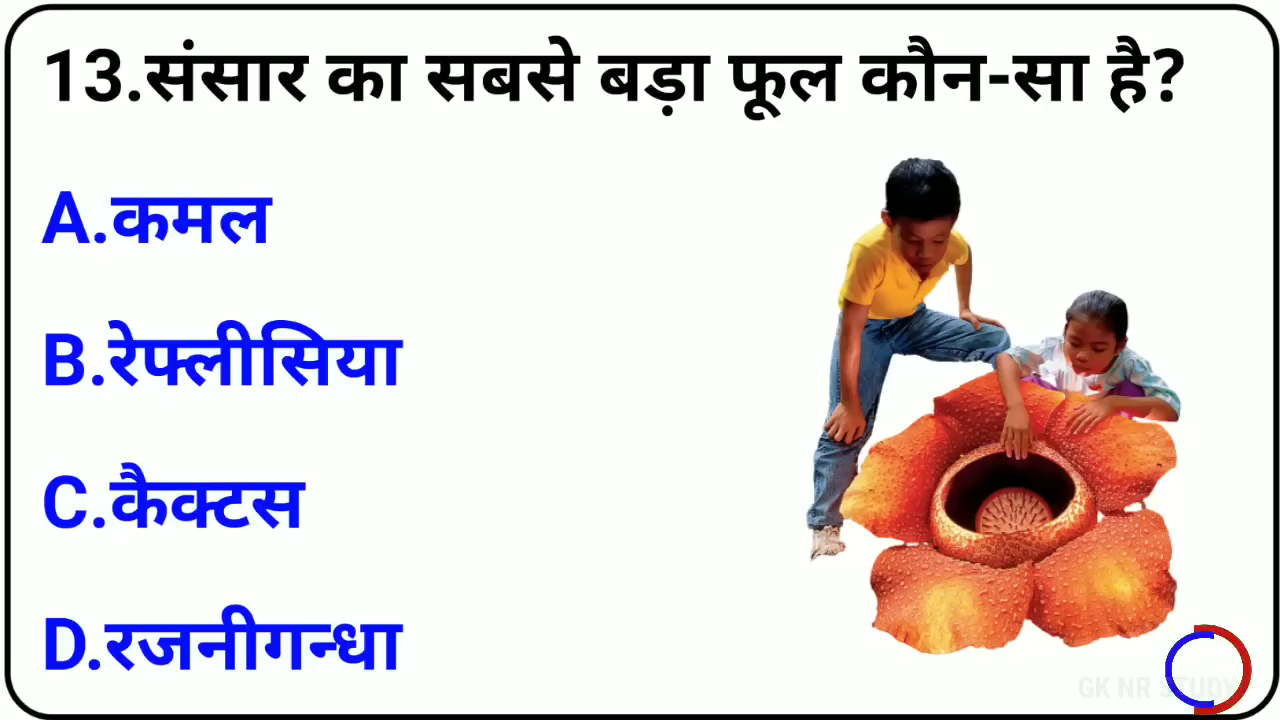 13.संसार का सबसे बड़ा फूल कौन-सा है?
A.कमल
B.रेफ्लीसिया
C.कैक्टस
D.रजनीगन्धा
GK NR STUDY